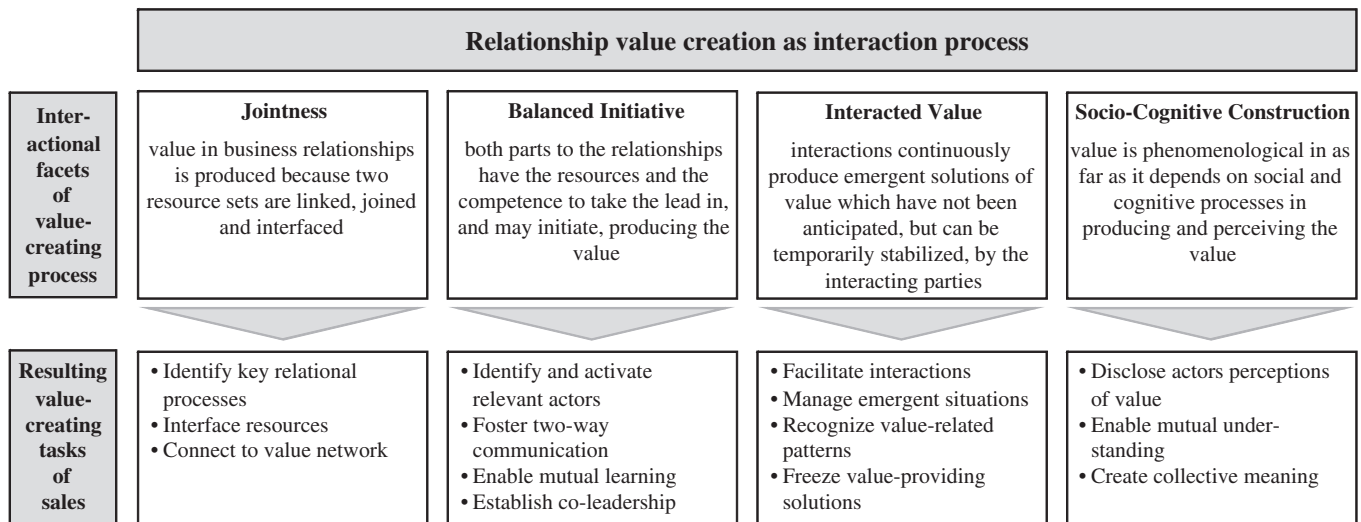 Relationship value creation as interaction process
Inter-
actional
facets
of
value-
creating
process
Jointness
value in business relationships
is produced because two
resource sets are linked, joined
and interfaced
Balanced Initiative
both parts to the relationships
have the resources and the
competence to take the lead in,
and may initiate, producing the
value
Interacted Value
interactions continuously
produce emergent solutions of
value which have not been
anticipated, but can be
temporarily stabilized, by the
interacting parties
Socio-Cognitive Construction
value is phenomenological in as
far as it depends on social and
cognitive processes in
producing and perceiving the
value
Resulting
value-
creating
tasks
of
sales
• Identify key relational
processes
• Interface resources
• Connect to value network
• Identify and activate
relevant actors
• Foster two-way
communication
• Enable mutual learning
• Establish co-leadership
• Facilitate interactions
• Manage emergent situations
• Recognize value-related
patterns
• Freeze value-providing
solutions
• Disclose actors perceptions
of value
• Enable mutual under-
standing
• Create collective meaning